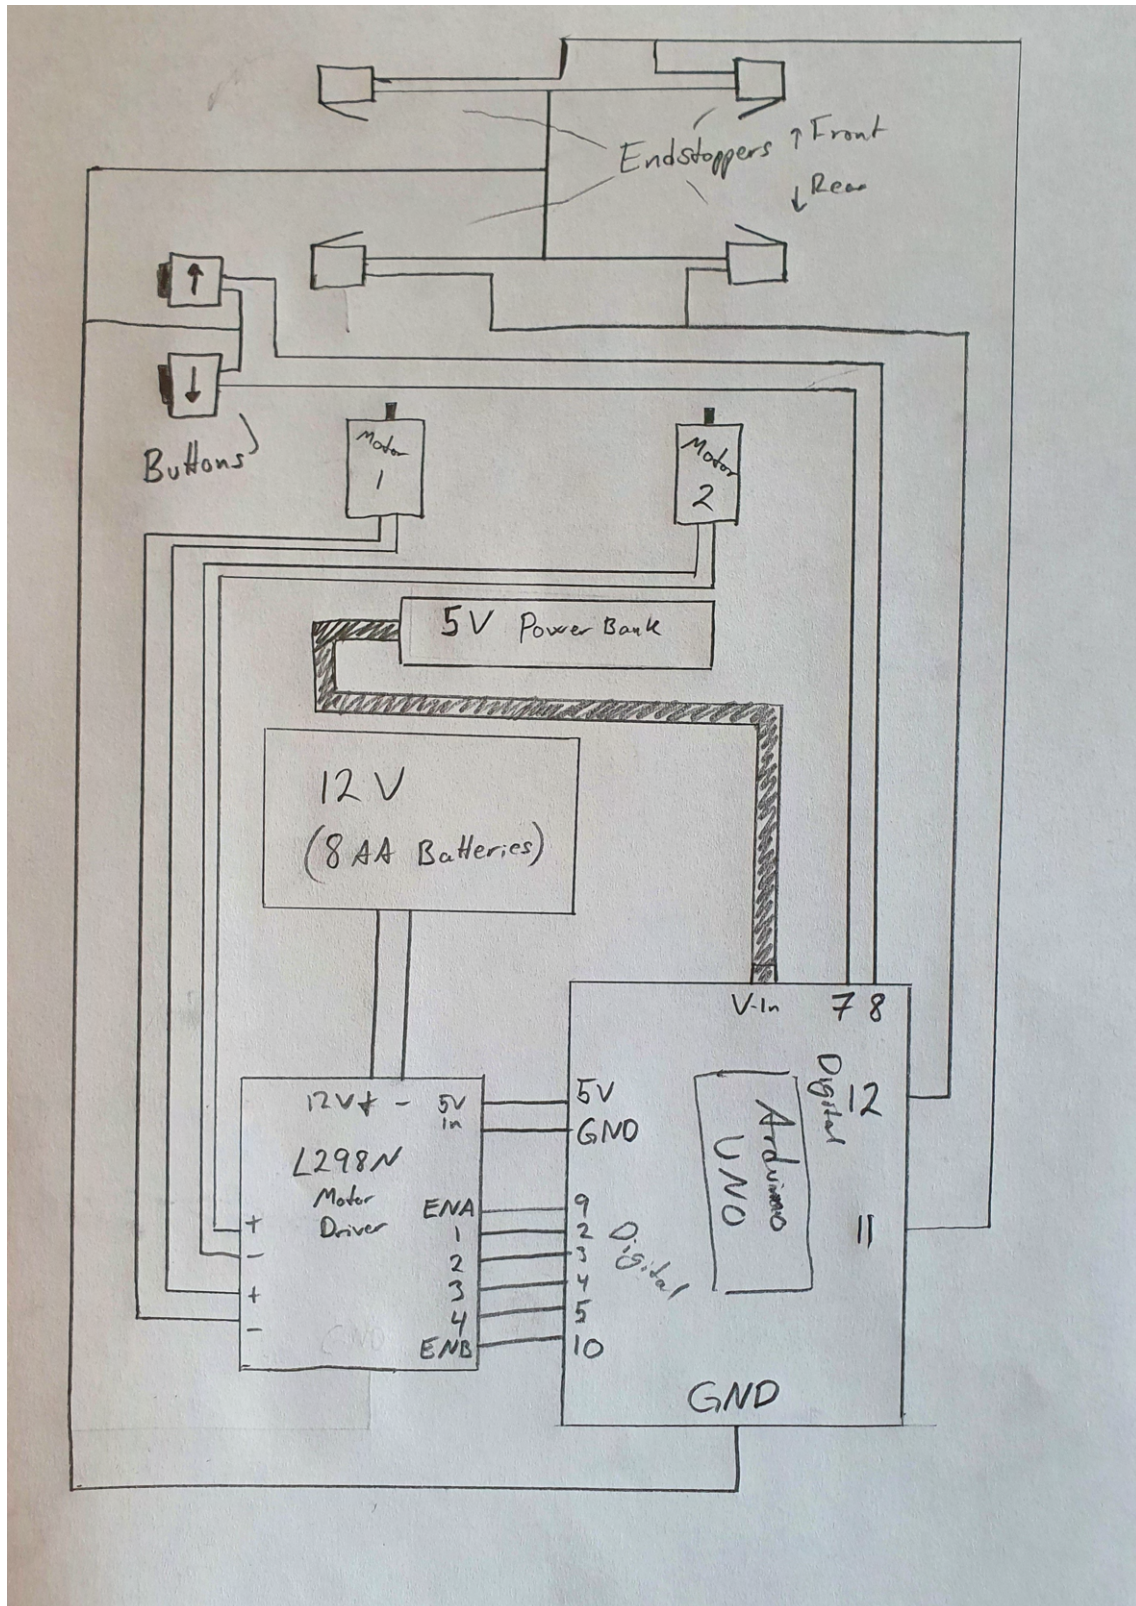 Endstoppers
↑ Front
↓ Rear
↑
↓
Buttons
Motor
1
Motor
2
5V Power Bank
12V
(8 AA Batteries)
V-In
7 8
Digital
12
11
Arduino
UNO
5V
GND
9
2
3
4
5
10
Digital
GND
12V+ -
5V
In
L298N
Motor
Driver
ENA
1
2
3
4
ENB
+
-
+
-